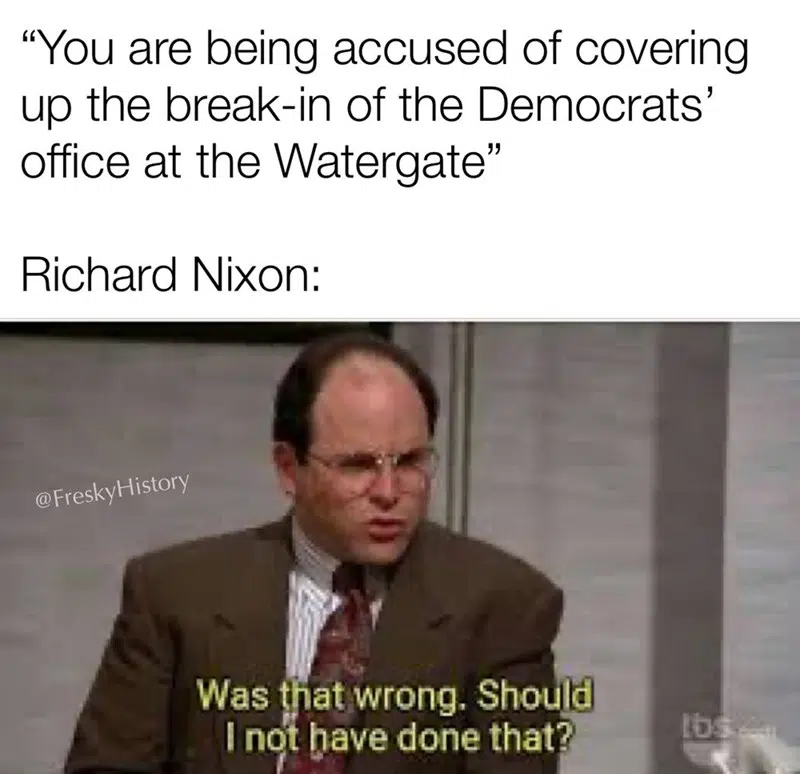 “You are being accused of covering
up the break-in of the Democrats’
office at the Watergate”
Richard Nixon:
@FreskyHistory
Was that wrong. Should
I not have done that?
tbs